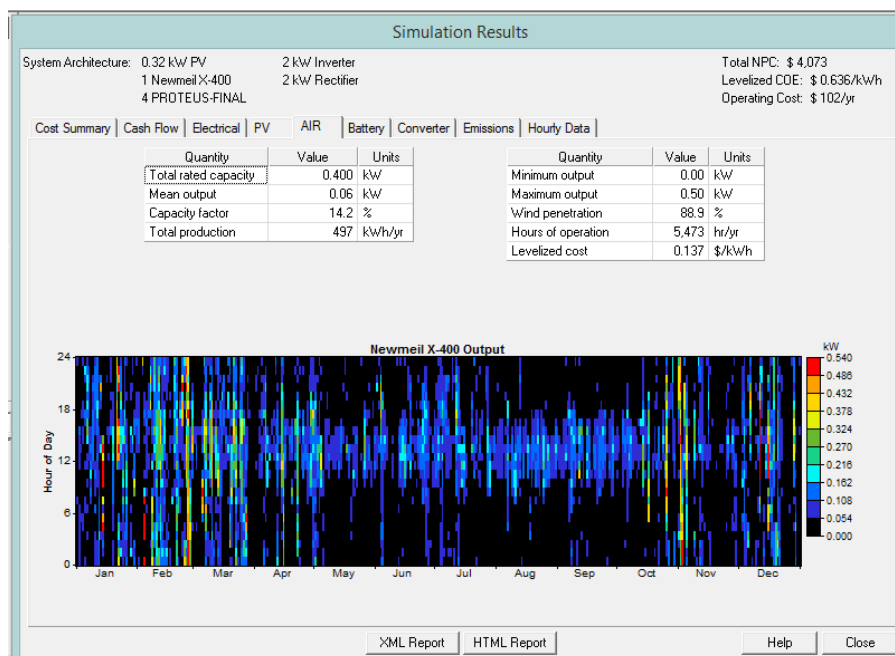 Simulation Results
System Architecture: 0.32 kW PV 2 kW Inverter Total NPC: $ 4,073
1 Newmeil X-400 2 kW Rectifier Levelized COE: $ 0.636/kWh
4 PROTEUS-FINAL Operating Cost: $ 102/yr
Cost Summary Cash Flow Electrical PV AIR Battery Converter Emissions Hourly Data
Quantity Value Units
Total rated capacity 0.400 kW
Mean output 0.06 kW
Capacity factor 14.2 %
Total production 497 kWh/yr
Quantity Value Units
Minimum output 0.00 kW
Maximum output 0.50 kW
Wind penetration 88.9 %
Hours of operation 5,473 hr/yr
Levelized cost 0.137 $/kWh
Newmeil X-400 Output
Hour of Day
24
18
12
6
0
Jan Feb Mar Apr May Jun Jul Aug Sep Oct Nov Dec
kW
0.540
0.486
0.432
0.378
0.324
0.270
0.216
0.162
0.108
0.054
0.000
XML Report HTML Report Help Close